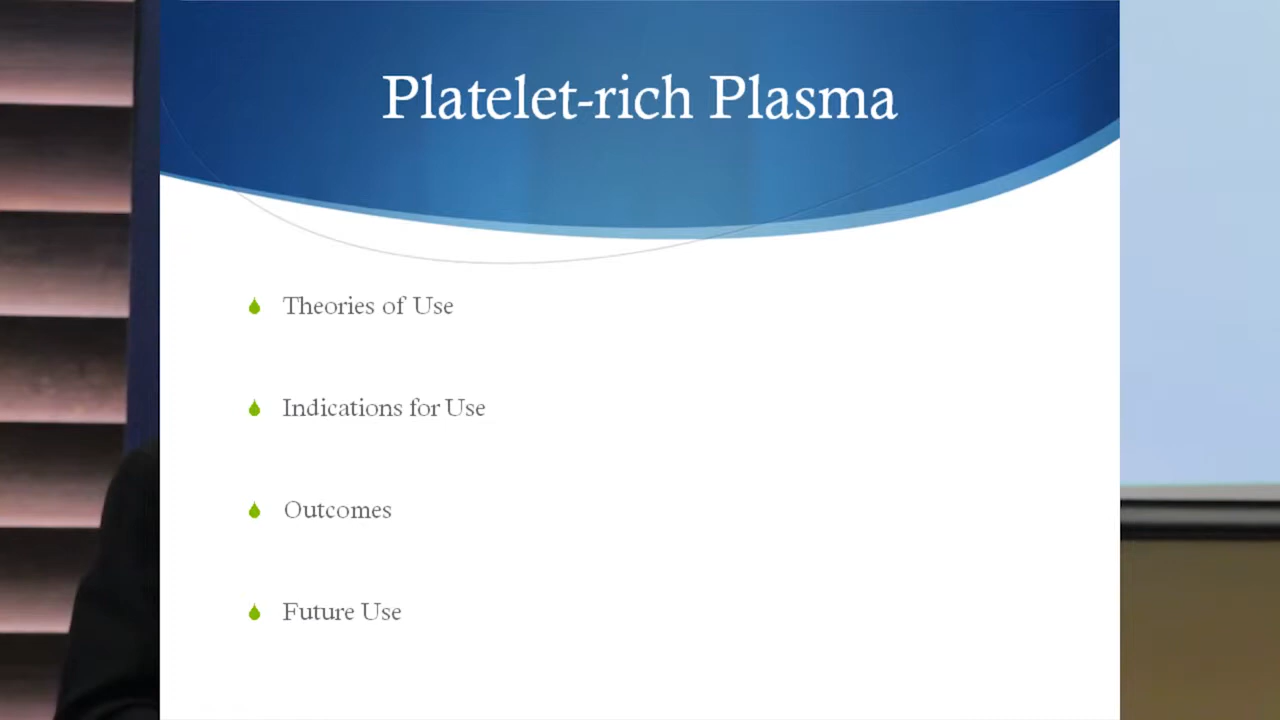 Platelet-rich Plasma
Theories of Use
Indications for Use
Outcomes
Future Use